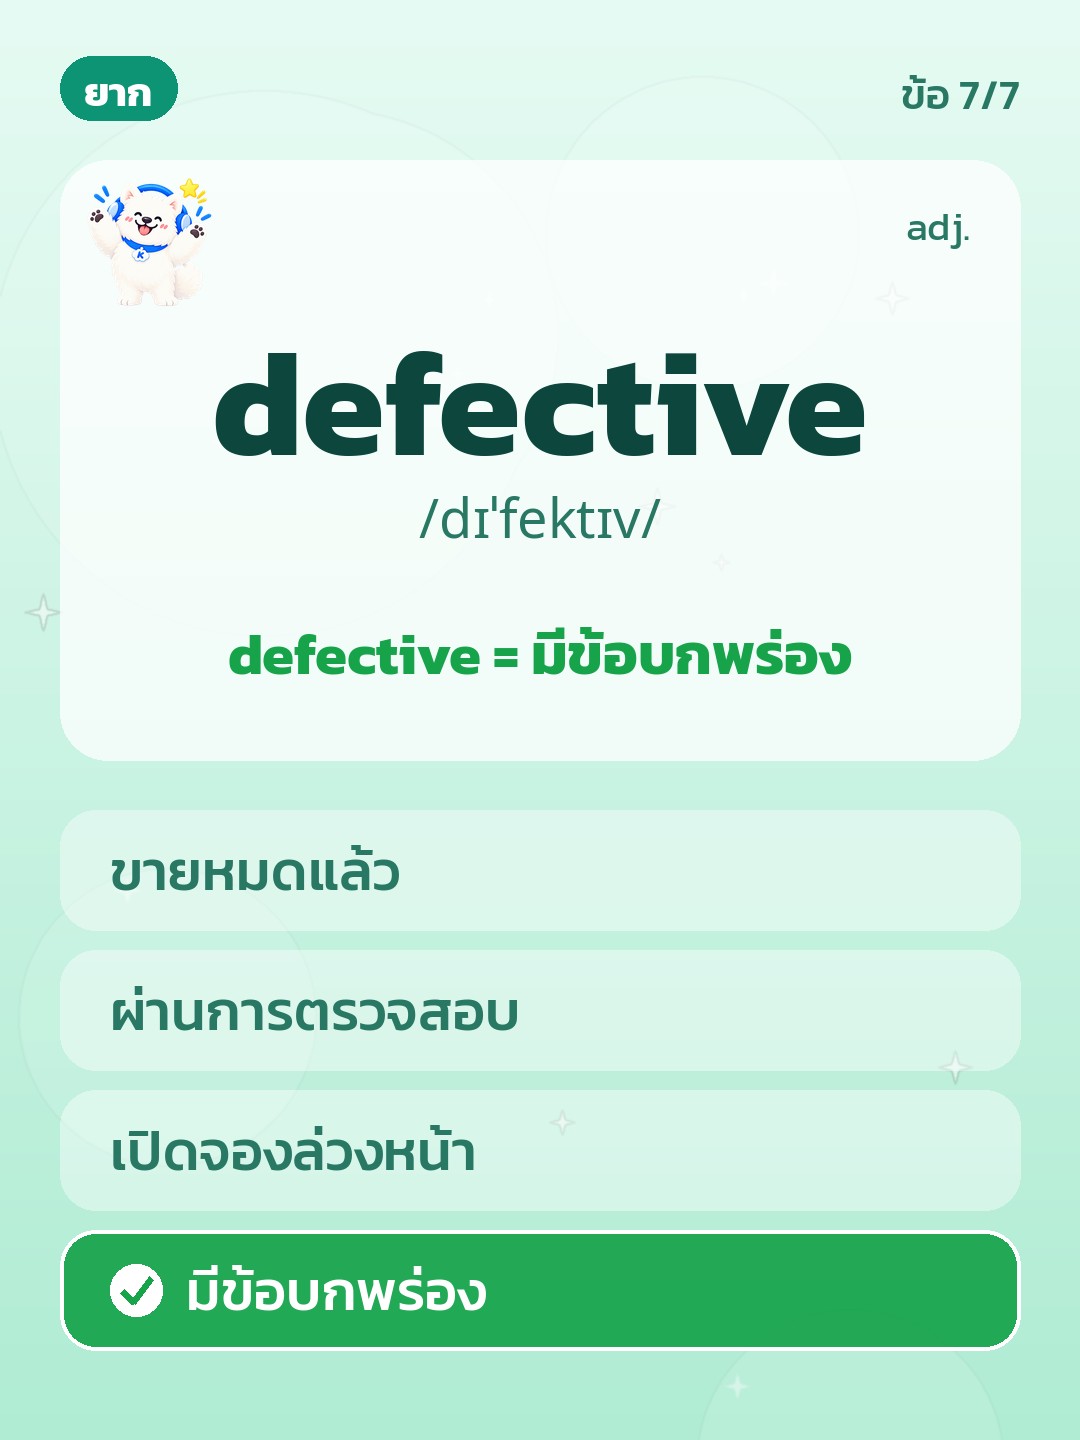 ยาก
ข้อ 7/7
adj.
K
defective
/dɪˈfektɪv/
defective = มีข้อบกพร่อง
ขายหมดแล้ว
ผ่านการตรวจสอบ
เปิดจองล่วงหน้า
มีข้อบกพร่อง